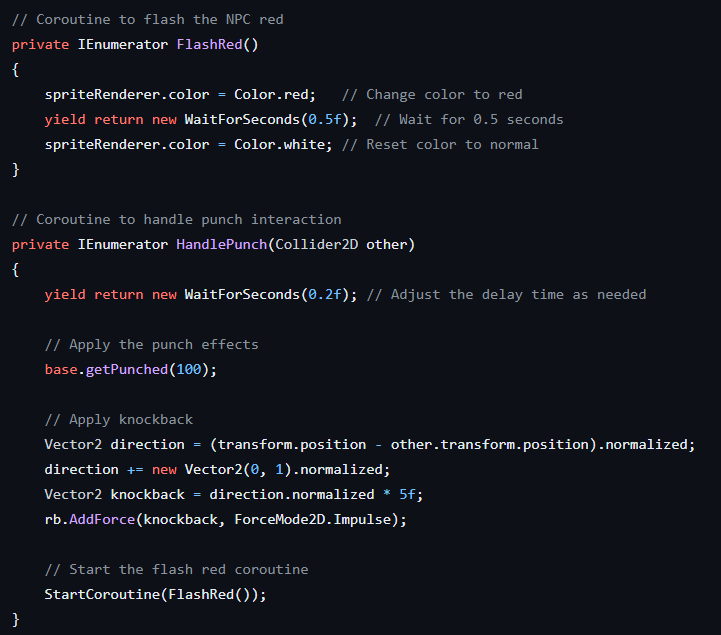 // Coroutine to flash the NPC red
private IEnumerator FlashRed()
{
    spriteRenderer.color = Color.red;   // Change color to red
    yield return new WaitForSeconds(0.5f);  // Wait for 0.5 seconds
    spriteRenderer.color = Color.white; // Reset color to normal
}

// Coroutine to handle punch interaction
private IEnumerator HandlePunch(Collider2D other)
{
    yield return new WaitForSeconds(0.2f); // Adjust the delay time as needed

    // Apply the punch effects
    base.getPunched(100);

    // Apply knockback
    Vector2 direction = (transform.position - other.transform.position).normalized;
    direction += new Vector2(0, 1).normalized;
    Vector2 knockback = direction.normalized * 5f;
    rb.AddForce(knockback, ForceMode2D.Impulse);

    // Start the flash red coroutine
    StartCoroutine(FlashRed());
}